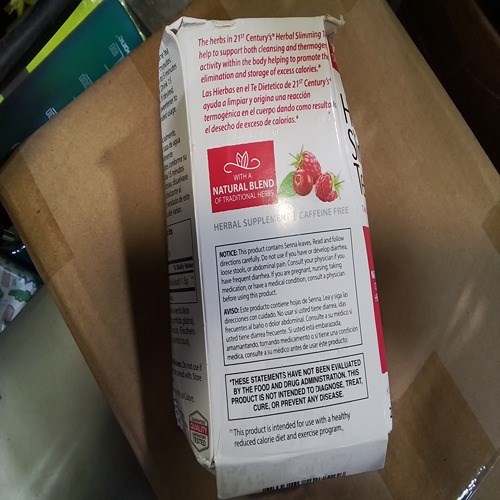 The herbs in 21ST Century's® Herbal Slimming
help to support both cleansing and thermogen
activity within the body helping to promote the
elimination and storage of excess calories.*
Las Hierbas en el Te Dietetico de 21ST Century's®
ayuda a limpiar y origina una reacción
termogénica en el cuerpo dando como resultado
el desecho de exceso de calorías.*
WITH A
NATURAL BLEND
OF TRADITIONAL HERBS
HERBAL SUPPLEMENT | CAFFEINE FREE
NOTICE: This product contains Senna leaves. Read and follow
directions carefully. Do not use if you have or develop diarrhea,
loose stools, or abdominal pain. Consult your physician if you
have frequent diarrhea. If you are pregnant, nursing, taking
medication, or have a medical condition, consult a physician
before using this product.
AVISO: Este producto contiene hojas de Senna. Lea y siga las
direcciones con cuidado. No usar si usted tiene diarrea, idas
frecuentes al baño o dolor abdominal. Consulte a su médico si
usted tiene diarrea frecuente. Si usted está embarazada,
amamantando, tomando medicamento o si tiene una condición
medica, consulte a su médico antes de usar éste producto.
*THESE STATEMENTS HAVE NOT BEEN EVALUATED
BY THE FOOD AND DRUG ADMINISTRATION. THIS
PRODUCT IS NOT INTENDED TO DIAGNOSE, TREAT,
CURE, OR PREVENT ANY DISEASE.
**This product is intended for use with a healthy
reduced calorie diet and exercise program.
QUALITY
TESTED